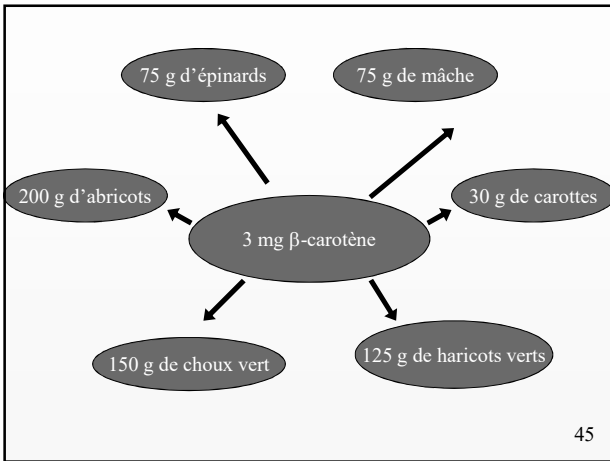 75 g d’épinards
75 g de mâche
200 g d’abricots
30 g de carottes
3 mg β-carotène
150 g de choux vert
125 g de haricots verts
45